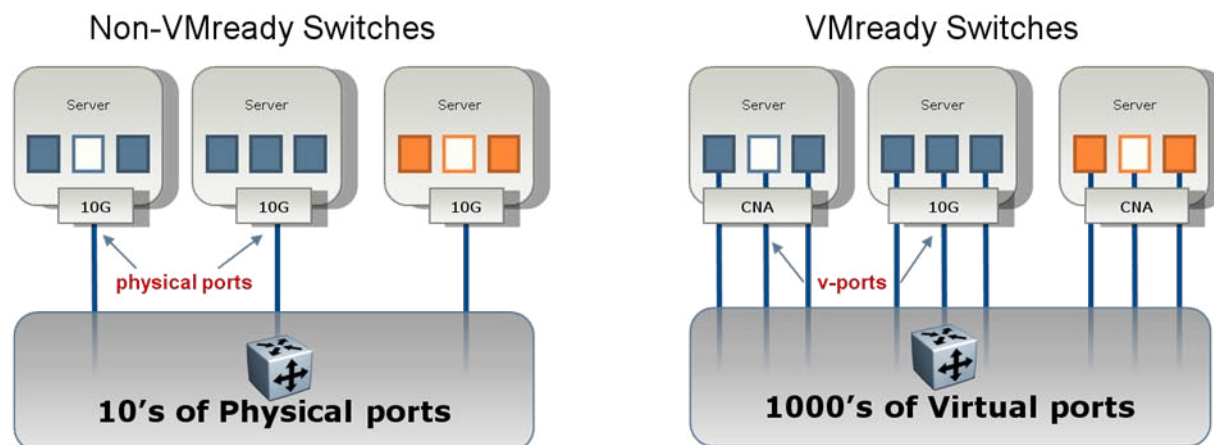 Non-VMready Switches
Server
Server
Server
10G
10G
10G
physical ports
10's of Physical ports
VMready Switches
Server
Server
Server
CNA
10G
CNA
v-ports
1000's of Virtual ports